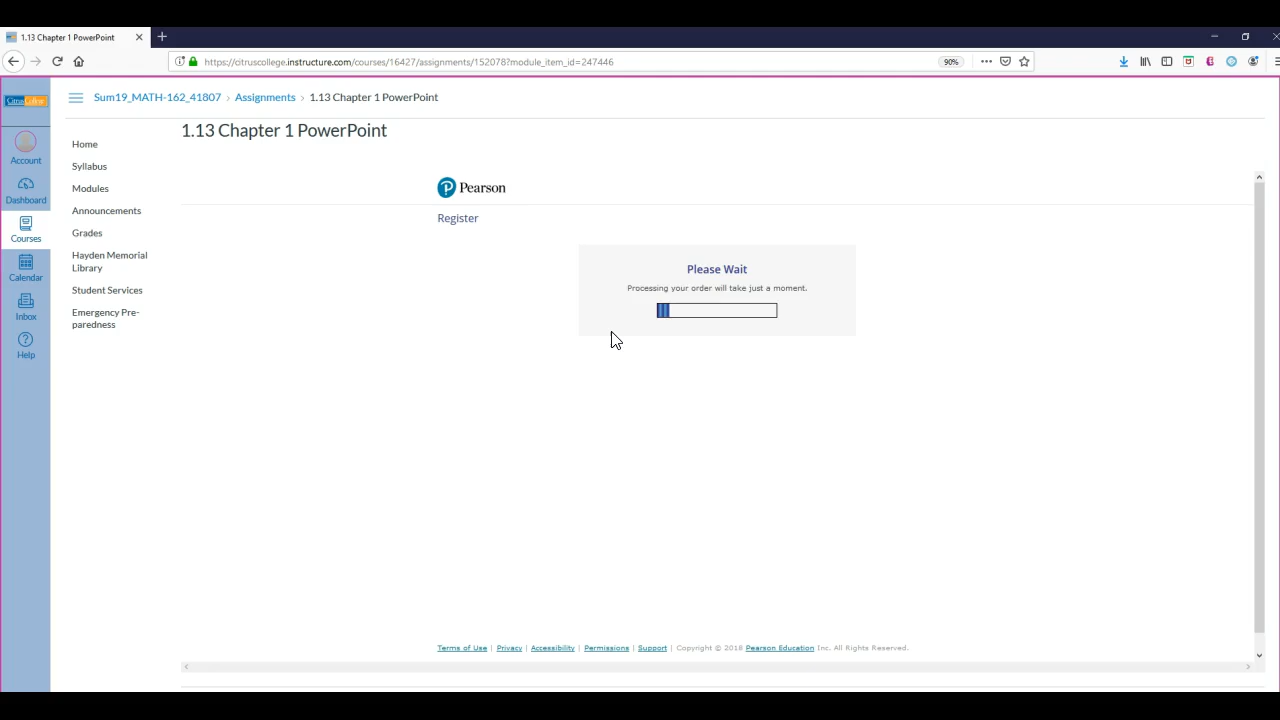 1.13 Chapter 1 PowerPoint
https://citruscollege.instructure.com/courses/16427/assignments/152078?module_item_id=247446
90%
Citrus College
Sum19_MATH-162_41807 › Assignments › 1.13 Chapter 1 PowerPoint
1.13 Chapter 1 PowerPoint
Account
Dashboard
Courses
Calendar
Inbox
Help
Home
Syllabus
Modules
Announcements
Grades
Hayden Memorial
Library
Student Services
Emergency Pre-
paredness
Pearson
Register
Please Wait
Processing your order will take just a moment.
Terms of Use | Privacy | Accessibility | Permissions | Support | Copyright © 2018 Pearson Education Inc. All Rights Reserved.